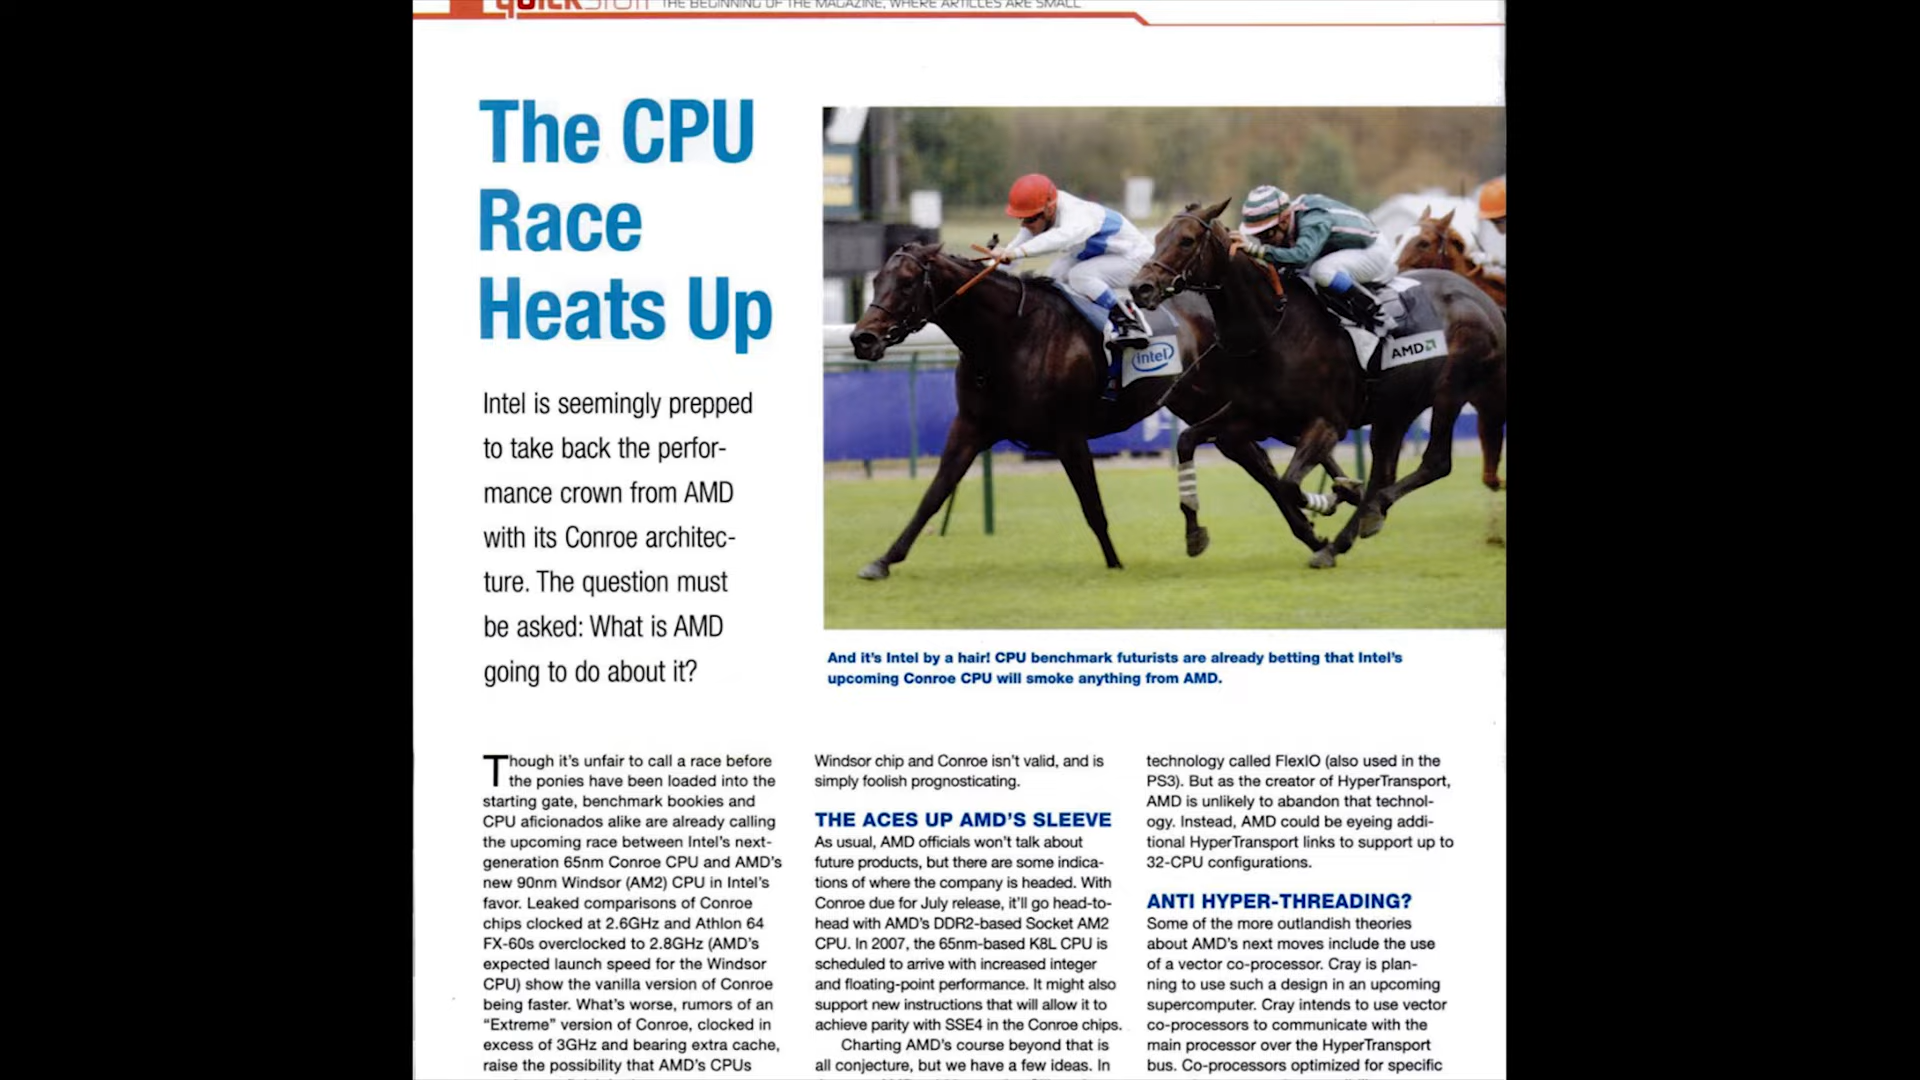 quickSTUFF THE BEGINNING OF THE MAGAZINE, WHERE ARTICLES ARE SMALL
The CPU
Race
Heats Up
Intel is seemingly prepped
to take back the perfor-
mance crown from AMD
with its Conroe architec-
ture. The question must
be asked: What is AMD
going to do about it?
intel
AMD
And it's Intel by a hair! CPU benchmark futurists are already betting that Intel's
upcoming Conroe CPU will smoke anything from AMD.
Though it's unfair to call a race before
the ponies have been loaded into the
starting gate, benchmark bookies and
CPU aficionados alike are already calling
the upcoming race between Intel's next-
generation 65nm Conroe CPU and AMD's
new 90nm Windsor (AM2) CPU in Intel's
favor. Leaked comparisons of Conroe
chips clocked at 2.6GHz and Athlon 64
FX-60s overclocked to 2.8GHz (AMD's
expected launch speed for the Windsor
CPU) show the vanilla version of Conroe
being faster. What's worse, rumors of an
"Extreme" version of Conroe, clocked in
excess of 3GHz and bearing extra cache,
raise the possibility that AMD's CPUs
Windsor chip and Conroe isn't valid, and is
simply foolish prognosticating.
THE ACES UP AMD'S SLEEVE
As usual, AMD officials won't talk about
future products, but there are some indica-
tions of where the company is headed. With
Conroe due for July release, it'll go head-to-
head with AMD's DDR2-based Socket AM2
CPU. In 2007, the 65nm-based K8L CPU is
scheduled to arrive with increased integer
and floating-point performance. It might also
support new instructions that will allow it to
achieve parity with SSE4 in the Conroe chips.
Charting AMD's course beyond that is
all conjecture, but we have a few ideas. In
technology called FlexIO (also used in the
PS3). But as the creator of HyperTransport,
AMD is unlikely to abandon that technol-
ogy. Instead, AMD could be eyeing addi-
tional HyperTransport links to support up to
32-CPU configurations.
ANTI HYPER-THREADING?
Some of the more outlandish theories
about AMD's next moves include the use
of a vector co-processor. Cray is plan-
ning to use such a design in an upcoming
supercomputer. Cray intends to use vector
co-processors to communicate with the
main processor over the HyperTransport
bus. Co-processors optimized for specific